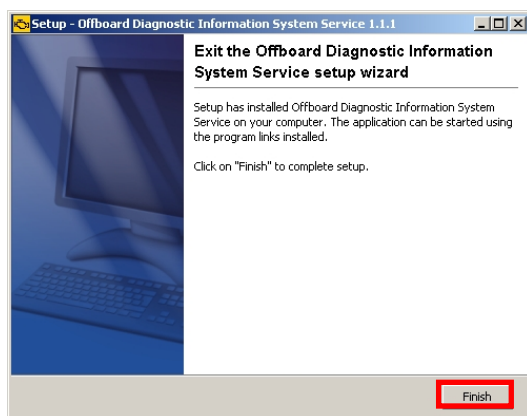 Setup - Offboard Diagnostic Information System Service 1.1.1
Exit the Offboard Diagnostic Information
System Service setup wizard
Setup has installed Offboard Diagnostic Information System
Service on your computer. The application can be started using
the program links installed.
Click on "Finish" to complete setup.
Finish